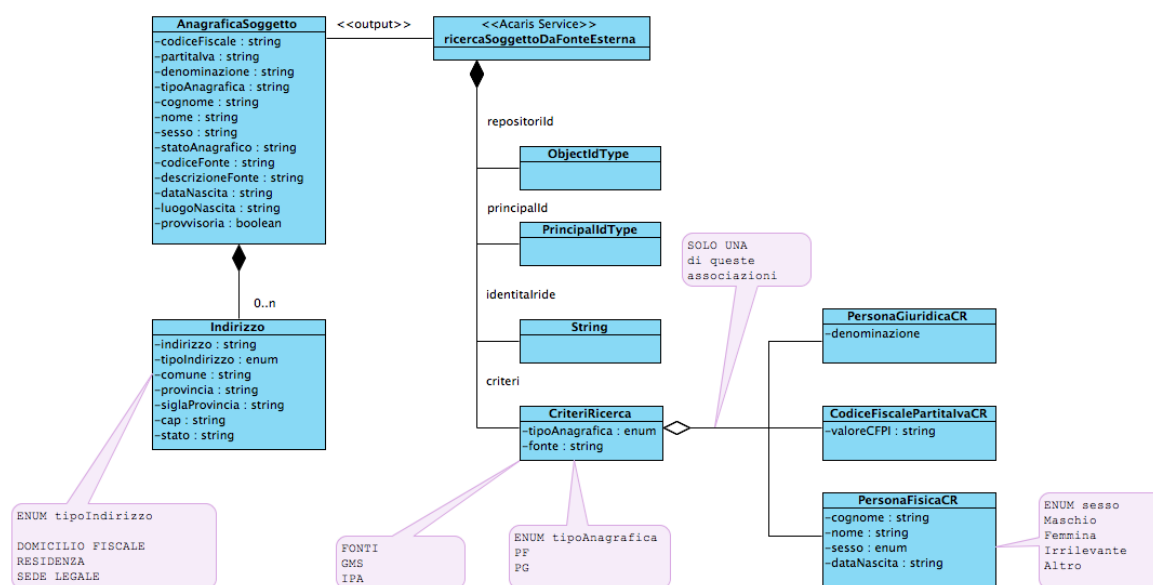 AnagraficaSoggetto
-codiceFiscale : string
-partitaIva : string
-denominazione : string
-tipoAnagrafica : string
-cognome : string
-nome : string
-sesso : string
-statoAnagrafico : string
-codiceFonte : string
-descrizioneFonte : string
-dataNascita : string
-luogoNascita : string
-provvisoria : boolean
<<output>>
<<Acaris Service>>
ricercaSoggettoDaFonteEsterna
repositoriId
ObjectIdType
principalId
PrincipalIdType
identitaIride
String
criteri
CriteriRicerca
-tipoAnagrafica : enum
-fonte : string
0..n
Indirizzo
-indirizzo : string
-tipoIndirizzo : enum
-comune : string
-provincia : string
-siglaProvincia : string
-cap : string
-stato : string
SOLO UNA
di queste
associazioni
PersonaGiuridicaCR
-denominazione
CodiceFiscalePartitaIvaCR
-valoreCFPI : string
PersonaFisicaCR
-cognome : string
-nome : string
-sesso : enum
-dataNascita : string
ENUM tipoIndirizzo
DOMICILIO FISCALE
RESIDENZA
SEDE LEGALE
FONTI
GMS
IPA
ENUM tipoAnagrafica
PF
PG
ENUM sesso
Maschio
Femmina
Irrilevante
Altro